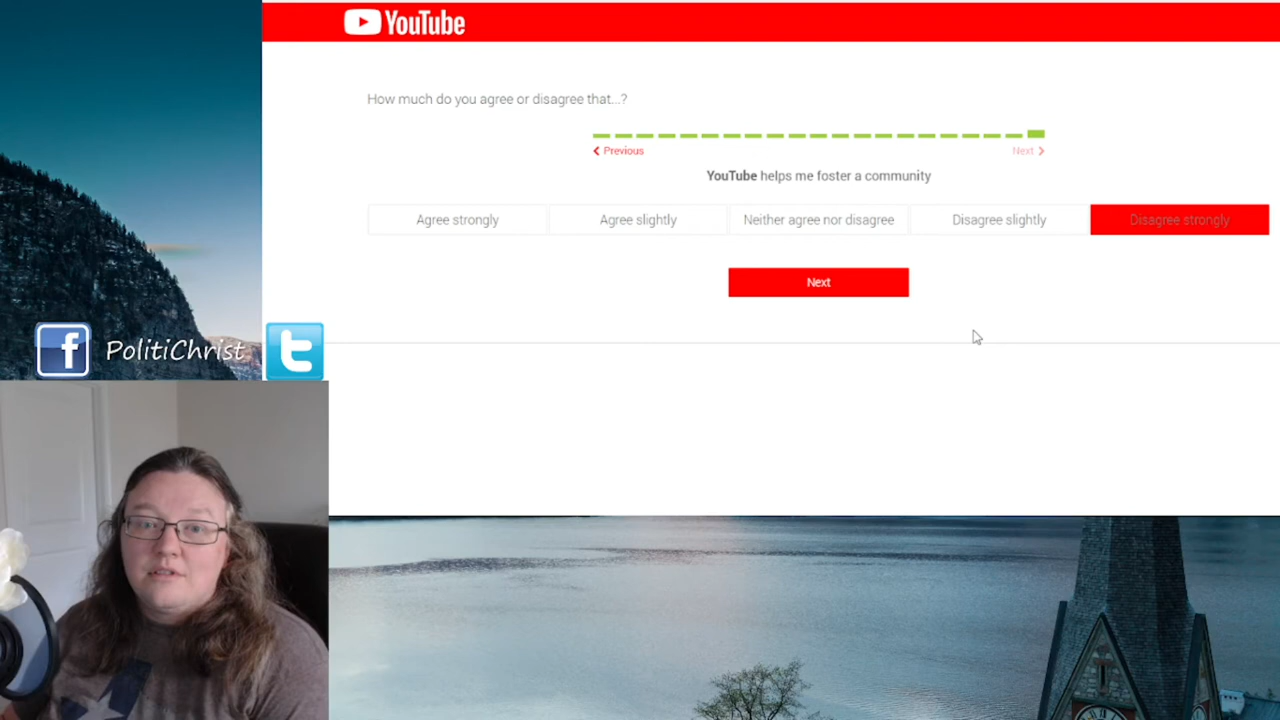 YouTube
How much do you agree or disagree that...?
Previous
Next
YouTube helps me foster a community
Agree strongly
Agree slightly
Neither agree nor disagree
Disagree slightly
Disagree strongly
Next
f
PolitiChrist
t